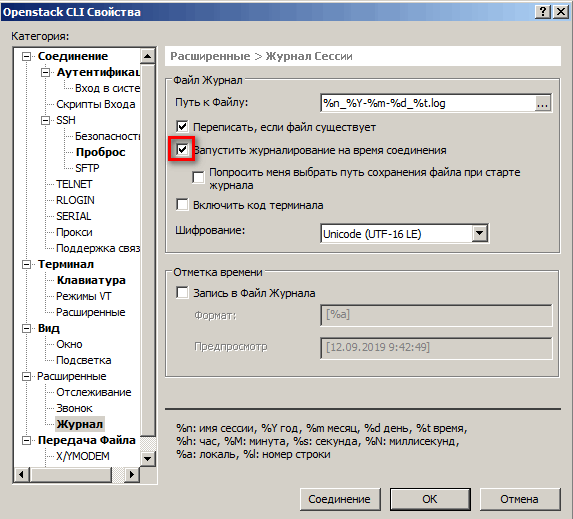 Openstack CLI Свойства
Категория:
Соединение
Аутентификац
Вход в систе
Скрипты Входа
SSH
Безопасность
Проброс
SFTP
TELNET
RLOGIN
SERIAL
Прокси
Поддержка связ
Терминал
Клавиатура
Режимы VT
Расширенные
Вид
Окно
Подсветка
Расширенные
Отслеживание
Звонок
Журнал
Передача Файла
X/YMODEM
Расширенные > Журнал Сессии
Файл Журнал
Путь к Файлу: %n_%Y-%m-%d_%t.log ...
Переписать, если файл существует
Запустить журналирование на время соединения
Попросить меня выбрать путь сохранения файла при старте
журнала
Включить код терминала
Шифрование: Unicode (UTF-16 LE)
Отметка времени
Запись в Файл Журнала
Формат: [%a]
Предпросмотр [12.09.2019 9:42:49]
%n: имя сессии, %Y год, %m месяц, %d день, %t время,
%h: час, %M: минута, %s: секунда, %N: миллисекунд,
%a: локаль, %l: номер строки
Соединение OK Отмена